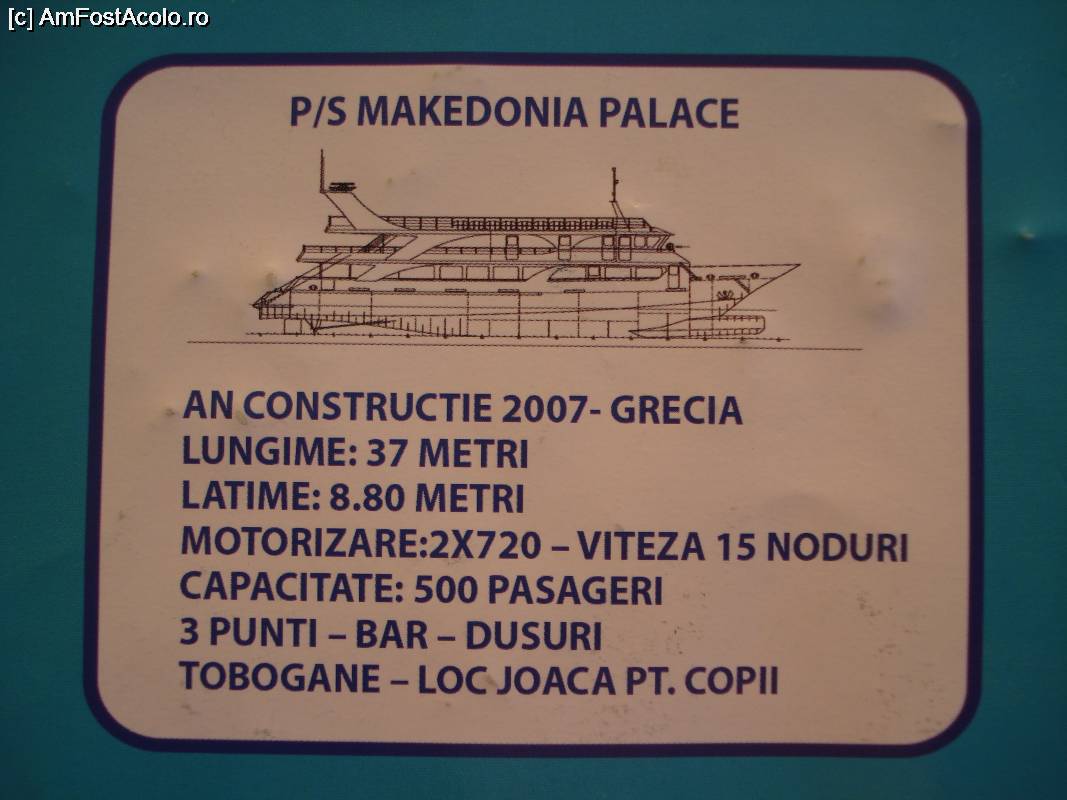 [c] AmFostAcolo.ro
P/S MAKEDONIA PALACE
AN CONSTRUCTIE 2007- GRECIA
LUNGIME: 37 METRI
LATIME: 8.80 METRI
MOTORIZARE:2X720 – VITEZA 15 NODURI
CAPACITATE: 500 PASAGERI
3 PUNTI – BAR – DUSURI
TOBOGANE – LOC JOACA PT. COPII